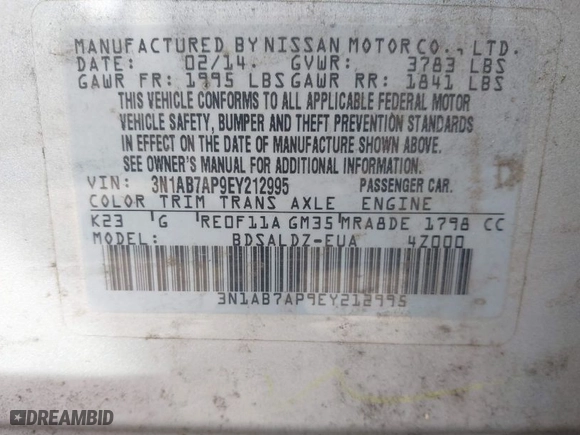 MANUFACTURED BY NISSAN MOTOR CO., LTD.
DATE: 02/14. GVWR: 3783 LBS
GAWR FR: 1995 LBS GAWR RR: 1841 LBS
THIS VEHICLE CONFORMS TO ALL APPLICABLE FEDERAL MOTOR
VEHICLE SAFETY, BUMPER AND THEFT PREVENTION STANDARDS
IN EFFECT ON THE DATE OF MANUFACTURE SHOWN ABOVE.
SEE OWNER'S MANUAL FOR ADDITIONAL INFORMATION.
VIN: 3N1AB7AP9EY212995 PASSENGER CAR.
COLOR TRIM TRANS AXLE ENGINE
K23 G RE0F11A GM35 MRA8DE 1798 CC
MODEL: BDSALDZ-EUA 4Z000
3N1AB7AP9EY212995
DREAMBID